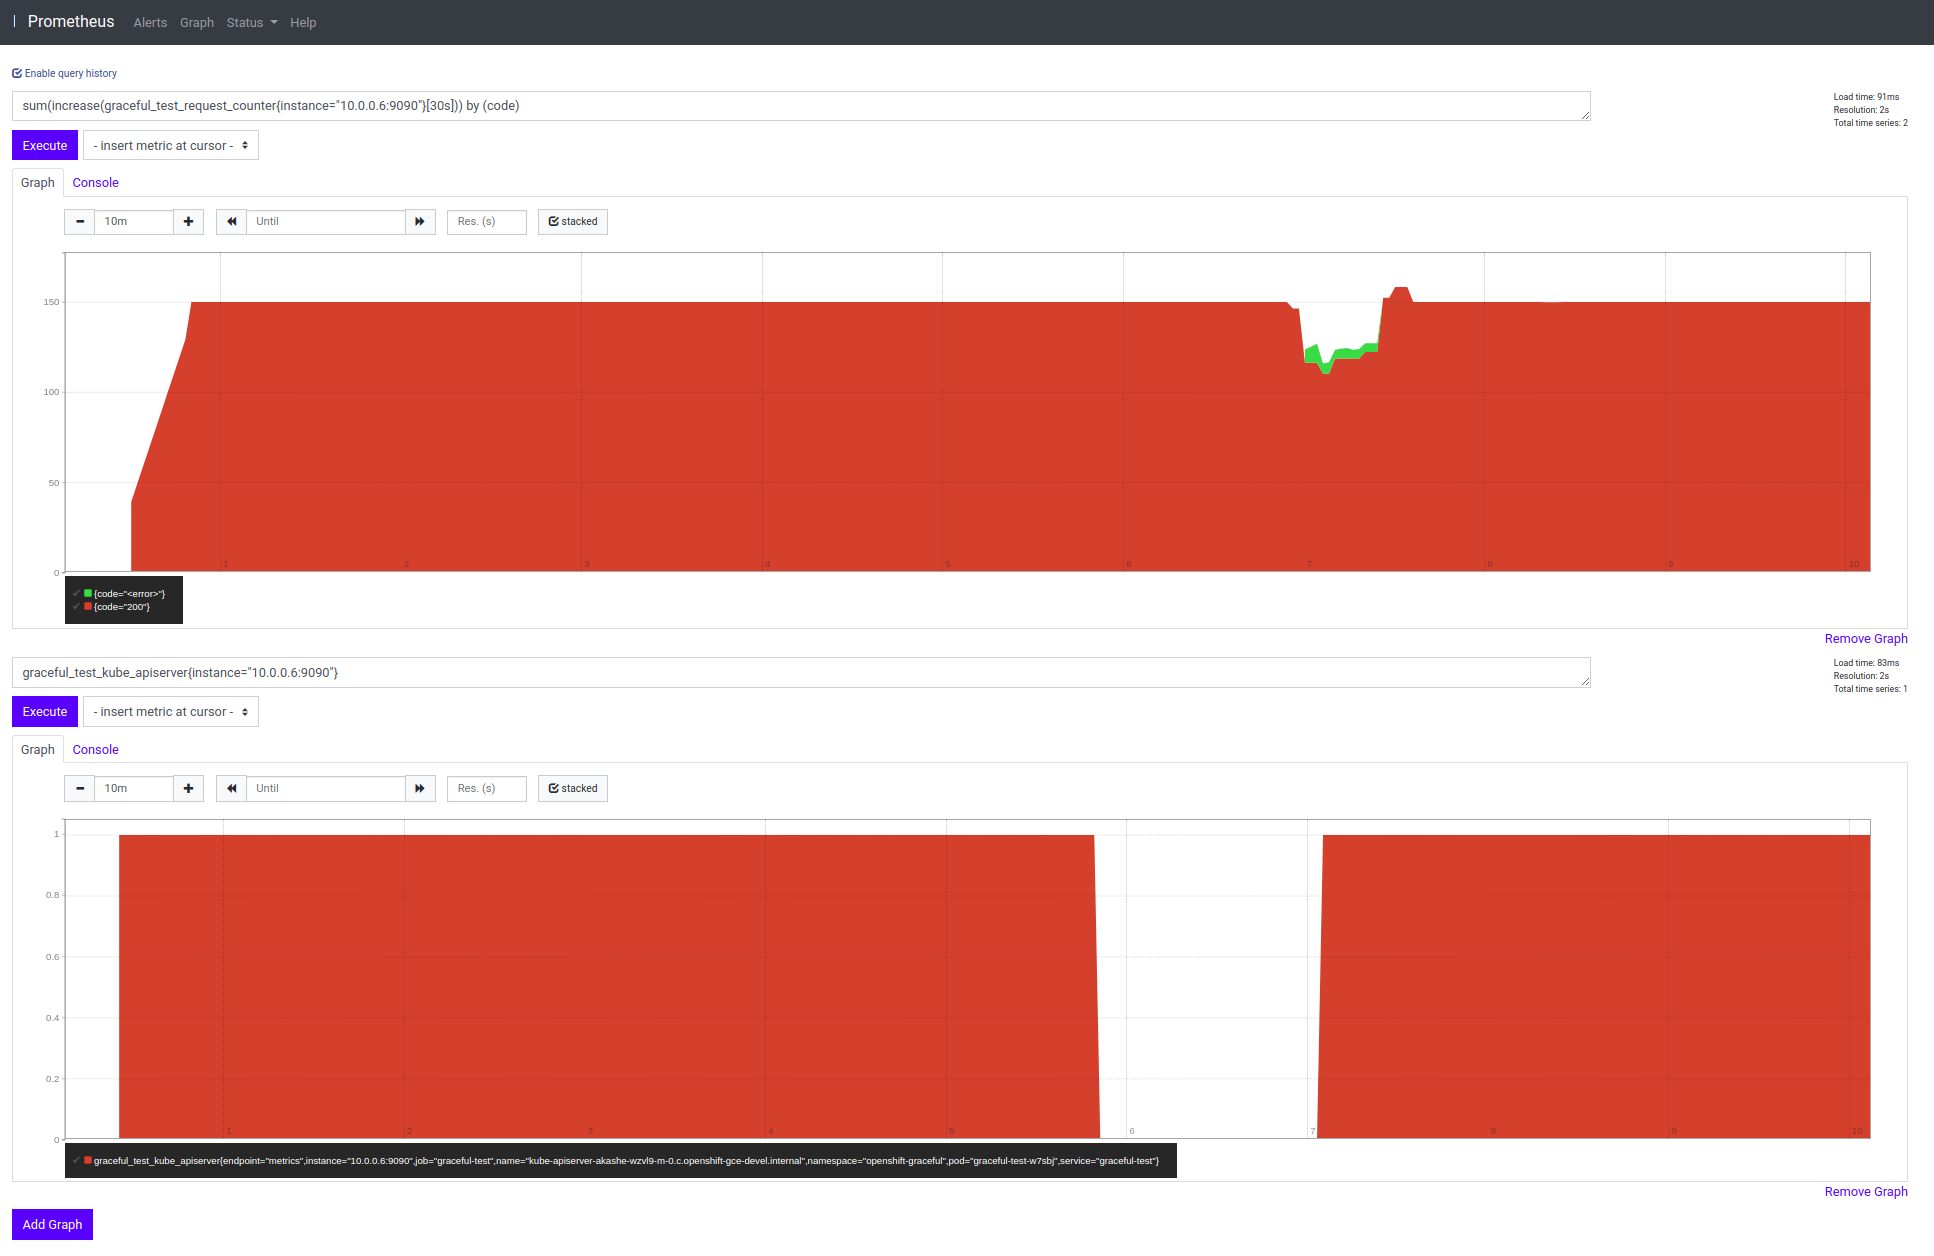 Prometheus Alerts Graph Status Help
Enable query history
sum(increase(graceful_test_request_counter{instance="10.0.0.6:9090"}[30s])) by (code)
Load time: 91ms
Resolution: 2s
Total time series: 2
Execute - insert metric at cursor -
Graph Console
10m Until Res. (s) stacked
150
100
50
0
1 2 3 4 5 6 7 8 9 10
{code="<error>"}
{code="200"}
Remove Graph
graceful_test_kube_apiserver{instance="10.0.0.6:9090"}
Load time: 83ms
Resolution: 2s
Total time series: 1
Execute - insert metric at cursor -
Graph Console
10m Until Res. (s) stacked
1
0.8
0.6
0.4
0.2
0
1 2 3 4 5 6 7 8 9 10
graceful_test_kube_apiserver{endpoint="metrics",instance="10.0.0.6:9090",job="graceful-test",name="kube-apiserver-akashe-wzvl9-m-0.c.openshift-gce-devel.internal",namespace="openshift-graceful",pod="graceful-test-w7sbj",service="graceful-test"}
Remove Graph
Add Graph